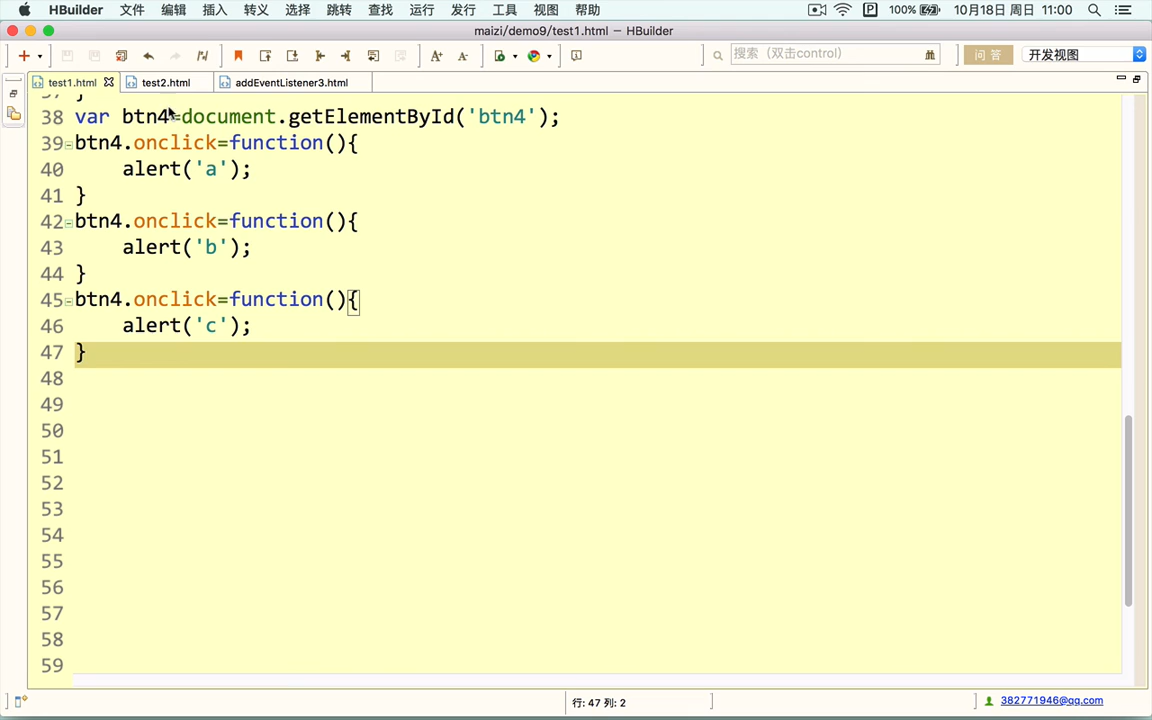 HBuilder 文件 编辑 插入 转义 选择 跳转 查找 运行 发行 工具 视图 帮助 100% 10月18日 周日 11:00
maizi/demo9/test1.html — HBuilder
搜索（双击control） 问 答 开发视图
test1.html test2.html addEventListener3.html
38 var btn4=document.getElementById('btn4');
39 btn4.onclick=function(){
40 alert('a');
41 }
42 btn4.onclick=function(){
43 alert('b');
44 }
45 btn4.onclick=function(){
46 alert('c');
47 }
48
49
50
51
52
53
54
55
56
57
58
59
行: 47 列: 2 382771946@qq.com